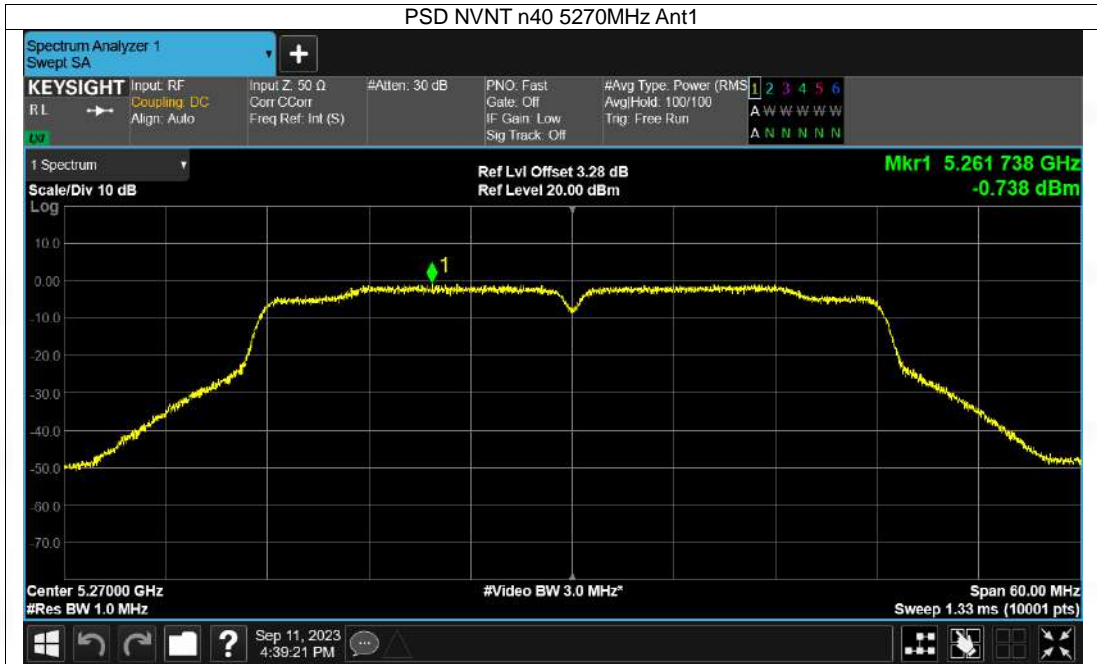 PSD NVNT n40 5270MHz Ant1
Spectrum Analyzer 1
Swept SA
+
KEYSIGHT
RL
LXI
Input: RF
Coupling: DC
Align: Auto
Input Z: 50 Ω
Corr CCorr
Freq Ref: Int (S)
#Atten: 30 dB
PNO: Fast
Gate: Off
IF Gain: Low
Sig Track: Off
#Avg Type: Power (RMS
Avg|Hold: 100/100
Trig: Free Run
1 2 3 4 5 6
A W W W W W
A N N N N N
1 Spectrum
Scale/Div 10 dB
Log
Ref Lvl Offset 3.28 dB
Ref Level 20.00 dBm
Mkr1 5.261 738 GHz
-0.738 dBm
10.0
0.00
-10.0
-20.0
-30.0
-40.0
-50.0
-60.0
-70.0
1
Center 5.27000 GHz
#Res BW 1.0 MHz
#Video BW 3.0 MHz*
Span 60.00 MHz
Sweep 1.33 ms (10001 pts)
?
Sep 11, 2023
4:39:21 PM